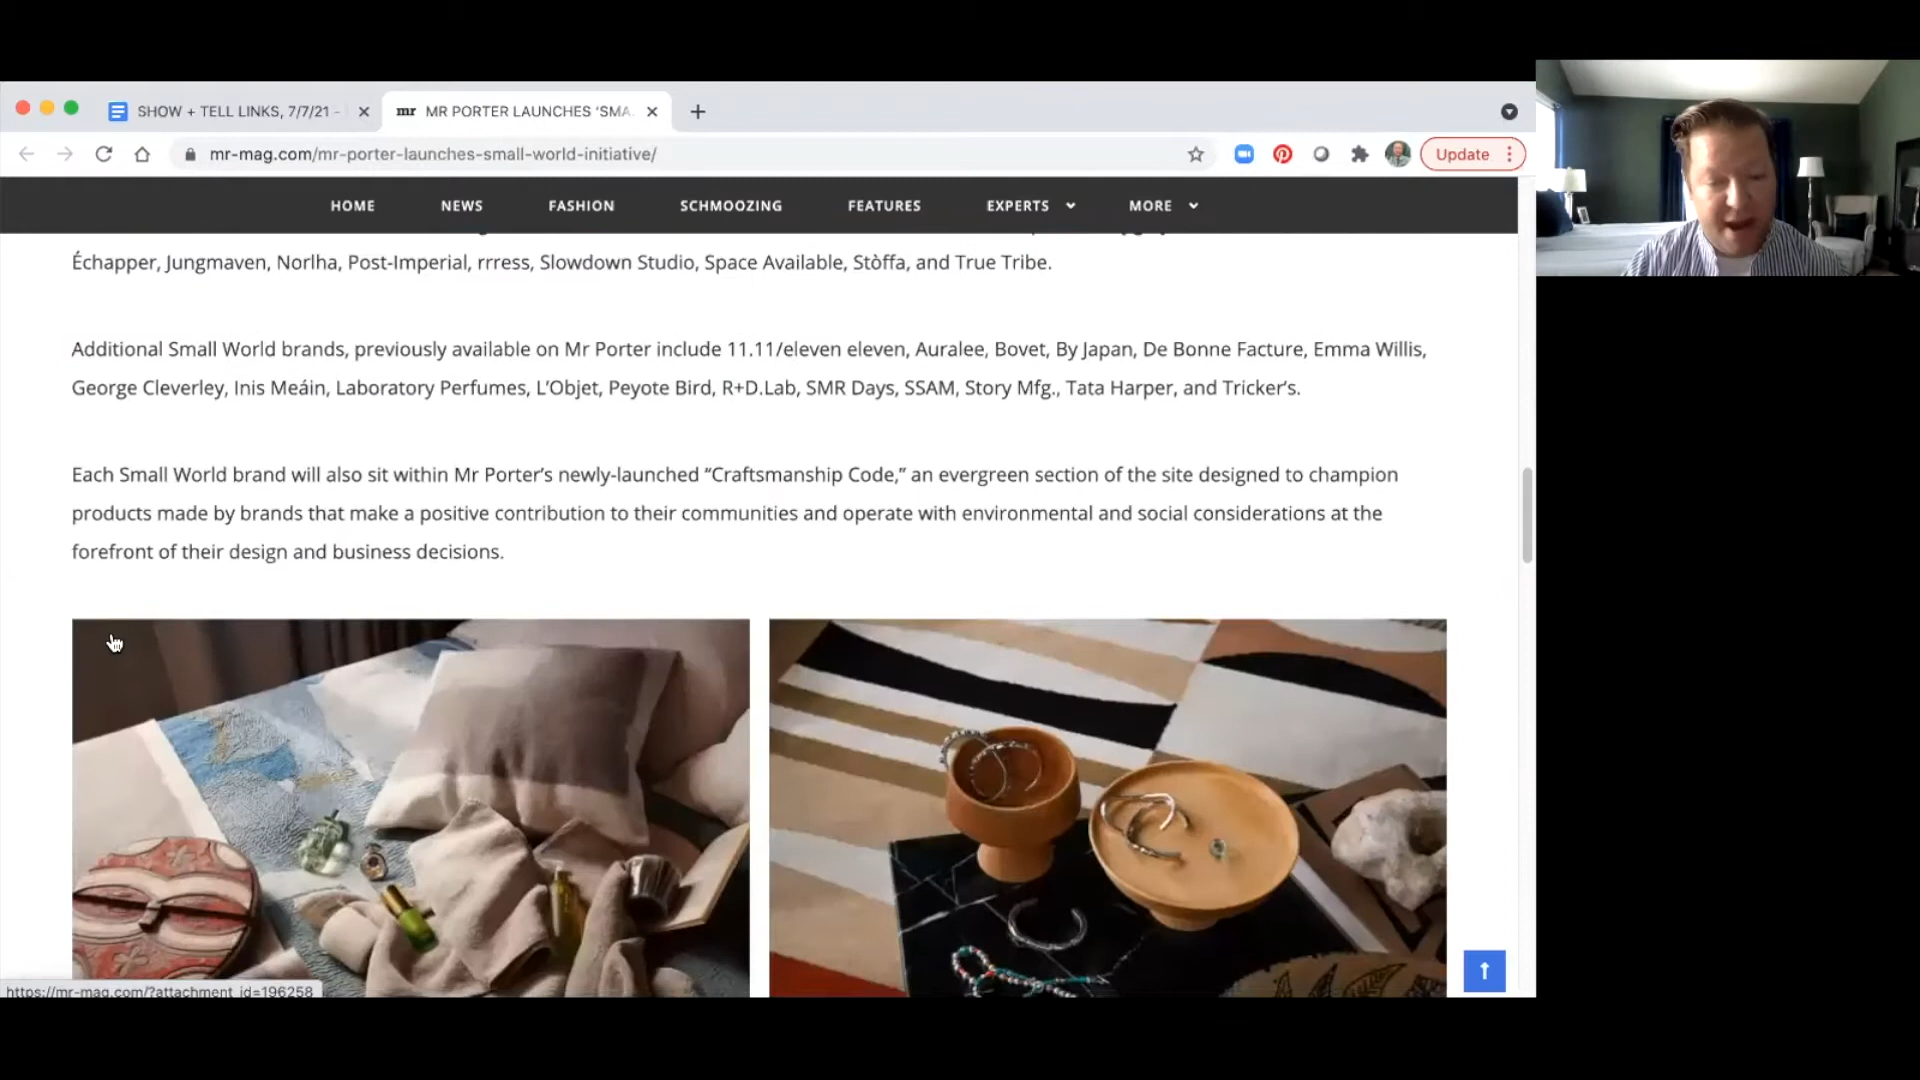 SHOW + TELL LINKS, 7/7/21 -
mr MR PORTER LAUNCHES ‘SMA
mr-mag.com/mr-porter-launches-small-world-initiative/
Update
HOME NEWS FASHION SCHMOOZING FEATURES EXPERTS MORE
Échapper, Jungmaven, Norlha, Post-Imperial, rrress, Slowdown Studio, Space Available, Stòffa, and True Tribe.
Additional Small World brands, previously available on Mr Porter include 11.11/eleven eleven, Auralee, Bovet, By Japan, De Bonne Facture, Emma Willis,
George Cleverley, Inis Meáin, Laboratory Perfumes, L’Objet, Peyote Bird, R+D.Lab, SMR Days, SSAM, Story Mfg., Tata Harper, and Tricker’s.
Each Small World brand will also sit within Mr Porter’s newly-launched “Craftsmanship Code,” an evergreen section of the site designed to champion
products made by brands that make a positive contribution to their communities and operate with environmental and social considerations at the
forefront of their design and business decisions.
https://mr-mag.com/?attachment_id=196258